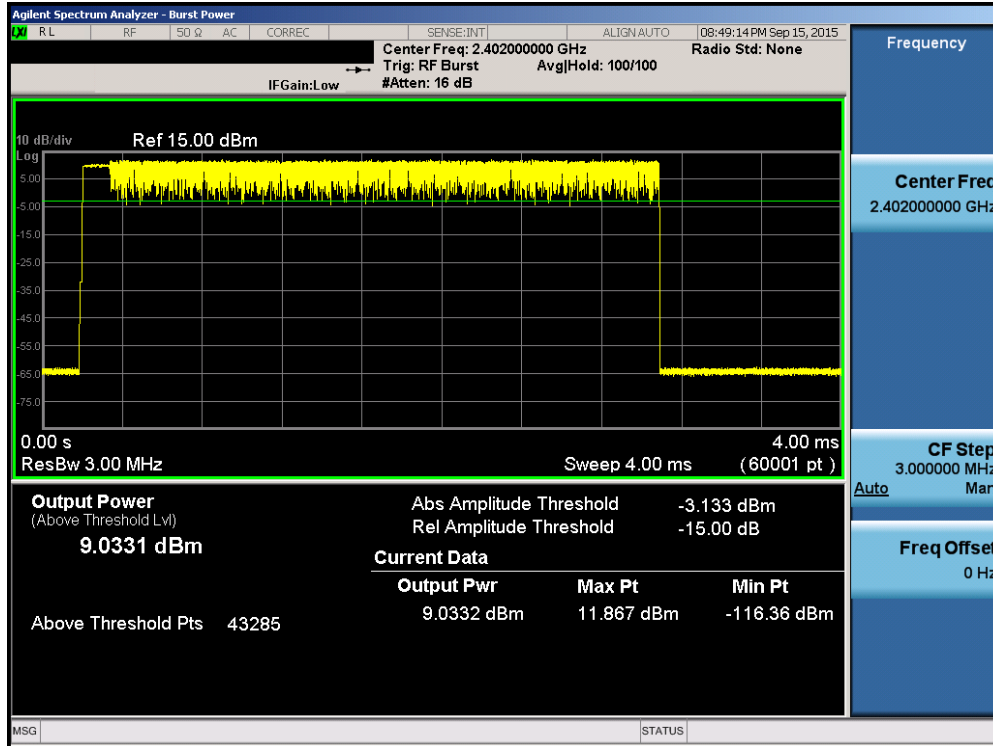 Agilent Spectrum Analyzer - Burst Power
LXI RL RF 50 Ω AC CORREC SENSE:INT ALIGNAUTO 08:49:14PM Sep 15, 2015
Frequency
Center Freq: 2.402000000 GHz Radio Std: None
Trig: RF Burst Avg|Hold: 100/100
IFGain:Low #Atten: 16 dB
10 dB/div Ref 15.00 dBm
Log
5.00
-5.00
-15.0
-25.0
-35.0
-45.0
-55.0
-65.0
-75.0
Center Freq
2.402000000 GHz
0.00 s 4.00 ms
ResBw 3.00 MHz Sweep 4.00 ms (60001 pt)
CF Step
3.000000 MHz
Auto Man
Freq Offset
0 Hz
Output Power
(Above Threshold Lvl)
9.0331 dBm
Above Threshold Pts 43285
Abs Amplitude Threshold -3.133 dBm
Rel Amplitude Threshold -15.00 dB
Current Data
Output Pwr Max Pt Min Pt
9.0332 dBm 11.867 dBm -116.36 dBm
MSG STATUS